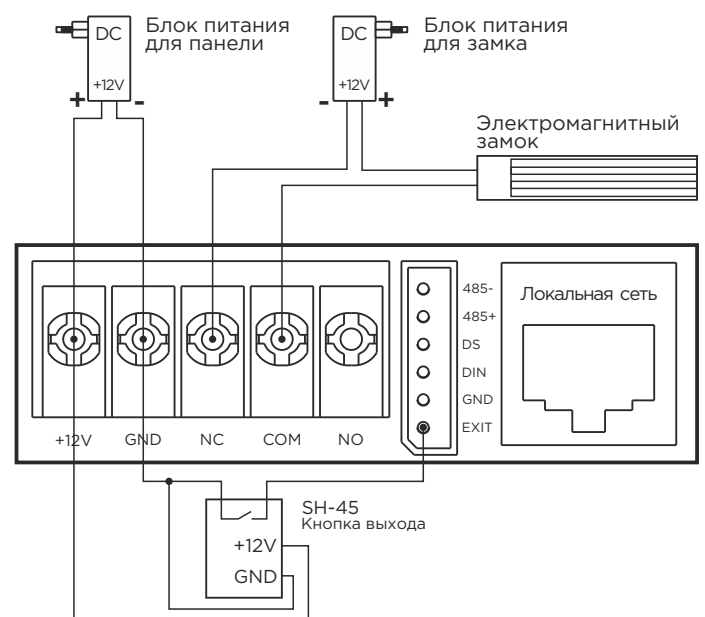 Блок питания
для панели
Блок питания
для замка
DC
+12V
+ -
DC
+12V
- +
Электромагнитный
замок
485-
485+
DS
DIN
GND
EXIT
Локальная сеть
+12V GND NC COM NO
SH-45
Кнопка выхода
+12V
GND